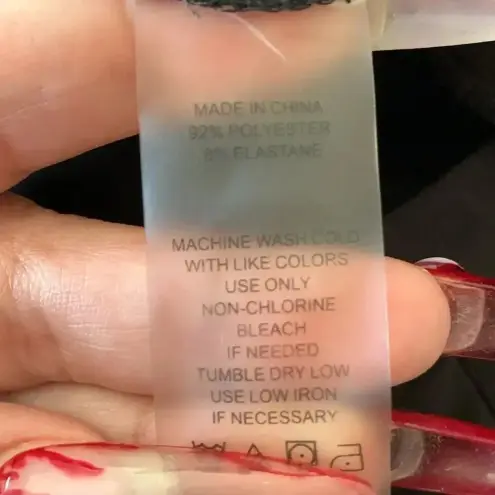 MADE IN CHINA
92% POLYESTER
8% ELASTANE
MACHINE WASH COLD
WITH LIKE COLORS
USE ONLY
NON-CHLORINE
BLEACH
IF NEEDED
TUMBLE DRY LOW
USE LOW IRON
IF NECESSARY